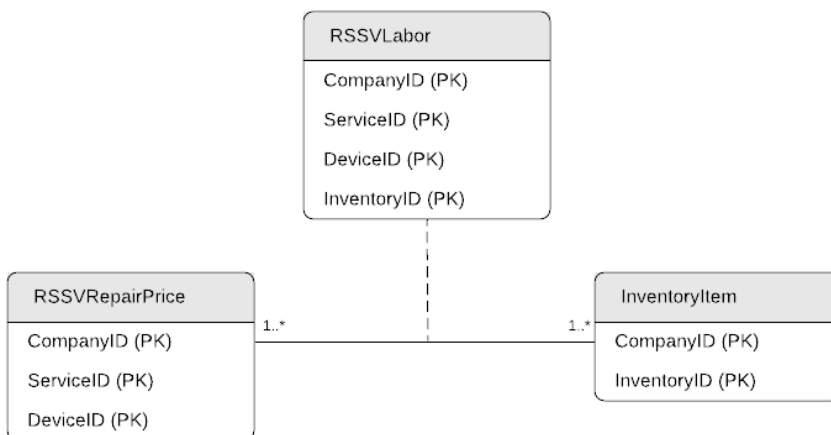 RSSVLabor
CompanyID (PK)
ServiceID (PK)
DeviceID (PK)
InventoryID (PK)
RSSVRepairPrice
CompanyID (PK)
ServiceID (PK)
DeviceID (PK)
1..*
1..*
InventoryItem
CompanyID (PK)
InventoryID (PK)